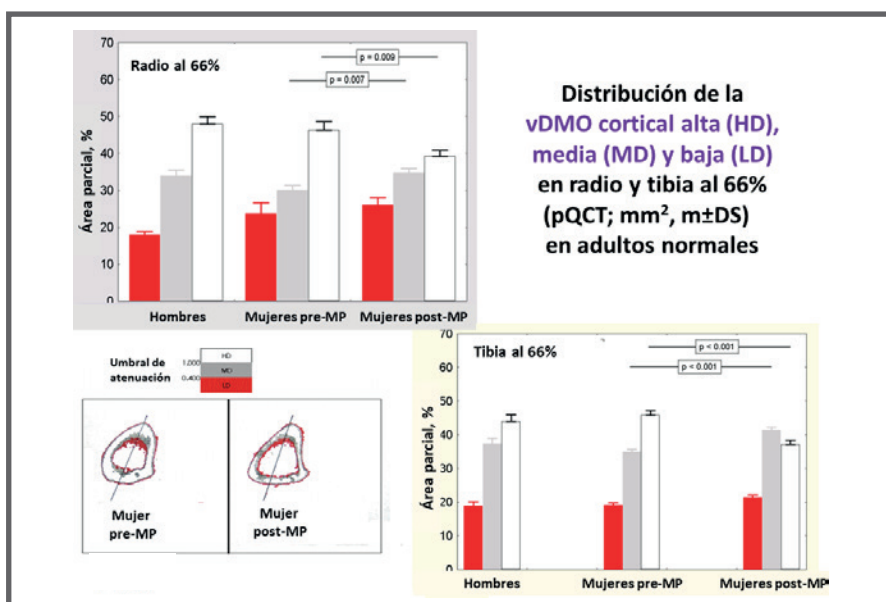 Radio al 66%
p = 0.009
p = 0.007
Área parcial, %
70
60
50
40
30
20
10
0
Hombres
Mujeres pre-MP
Mujeres post-MP
Distribución de la
vDMO cortical alta (HD),
media (MD) y baja (LD)
en radio y tibia al 66%
(pQCT; mm², m±DS)
en adultos normales
Umbral de
atenuación
1.000
0.400
HD
MD
LD
Mujer
pre-MP
Mujer
post-MP
Tibia al 66%
p < 0.001
p < 0.001
Área parcial, %
70
60
50
40
30
20
10
0
Hombres
Mujeres pre-MP
Mujeres post-MP